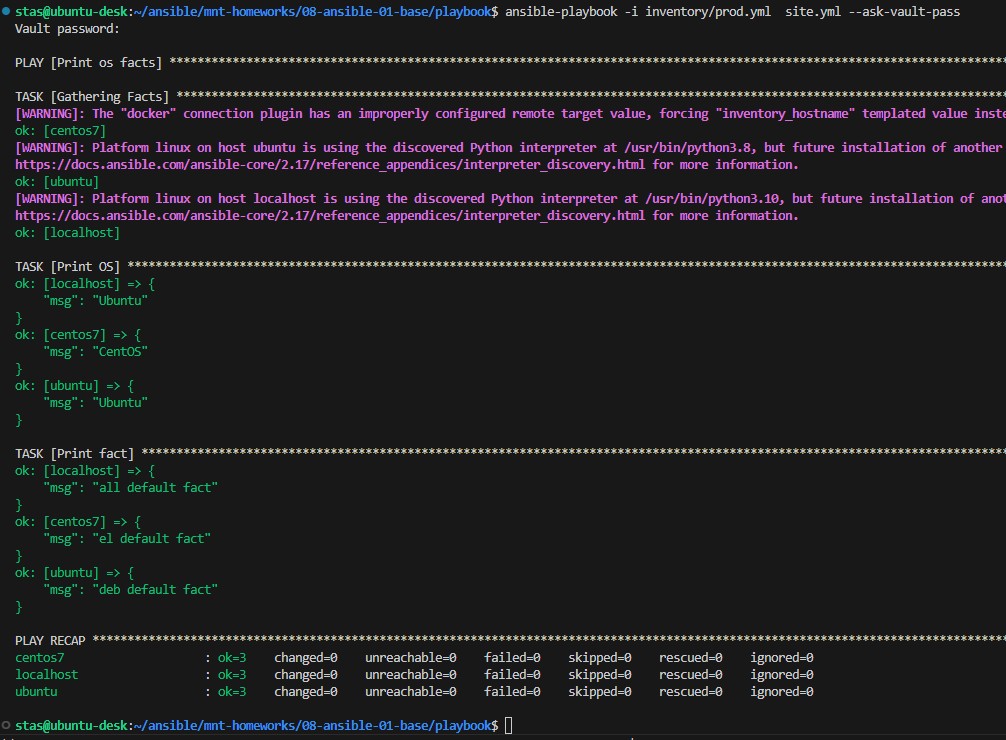 stas@ubuntu-desk:~/ansible/mnt-homeworks/08-ansible-01-base/playbook$ ansible-playbook -i inventory/prod.yml  site.yml --ask-vault-pass
Vault password:
PLAY [Print os facts] ************************************************************************************************************************
TASK [Gathering Facts] ***********************************************************************************************************************
[WARNING]: The "docker" connection plugin has an improperly configured remote target value, forcing "inventory_hostname" templated value
ok: [centos7]
[WARNING]: Platform linux on host ubuntu is using the discovered Python interpreter at /usr/bin/python3.8, but future installation of another
https://docs.ansible.com/ansible-core/2.17/reference_appendices/interpreter_discovery.html for more information.
ok: [ubuntu]
[WARNING]: Platform linux on host localhost is using the discovered Python interpreter at /usr/bin/python3.10, but future installation of
https://docs.ansible.com/ansible-core/2.17/reference_appendices/interpreter_discovery.html for more information.
ok: [localhost]
TASK [Print OS] ******************************************************************************************************************************
ok: [localhost] => {
    "msg": "Ubuntu"
}
ok: [centos7] => {
    "msg": "CentOS"
}
ok: [ubuntu] => {
    "msg": "Ubuntu"
}
TASK [Print fact] ****************************************************************************************************************************
ok: [localhost] => {
    "msg": "all default fact"
}
ok: [centos7] => {
    "msg": "el default fact"
}
ok: [ubuntu] => {
    "msg": "deb default fact"
}
PLAY RECAP ***********************************************************************************************************************************
centos7                    : ok=3    changed=0    unreachable=0    failed=0    skipped=0    rescued=0    ignored=0
localhost                  : ok=3    changed=0    unreachable=0    failed=0    skipped=0    rescued=0    ignored=0
ubuntu                     : ok=3    changed=0    unreachable=0    failed=0    skipped=0    rescued=0    ignored=0
stas@ubuntu-desk:~/ansible/mnt-homeworks/08-ansible-01-base/playbook$